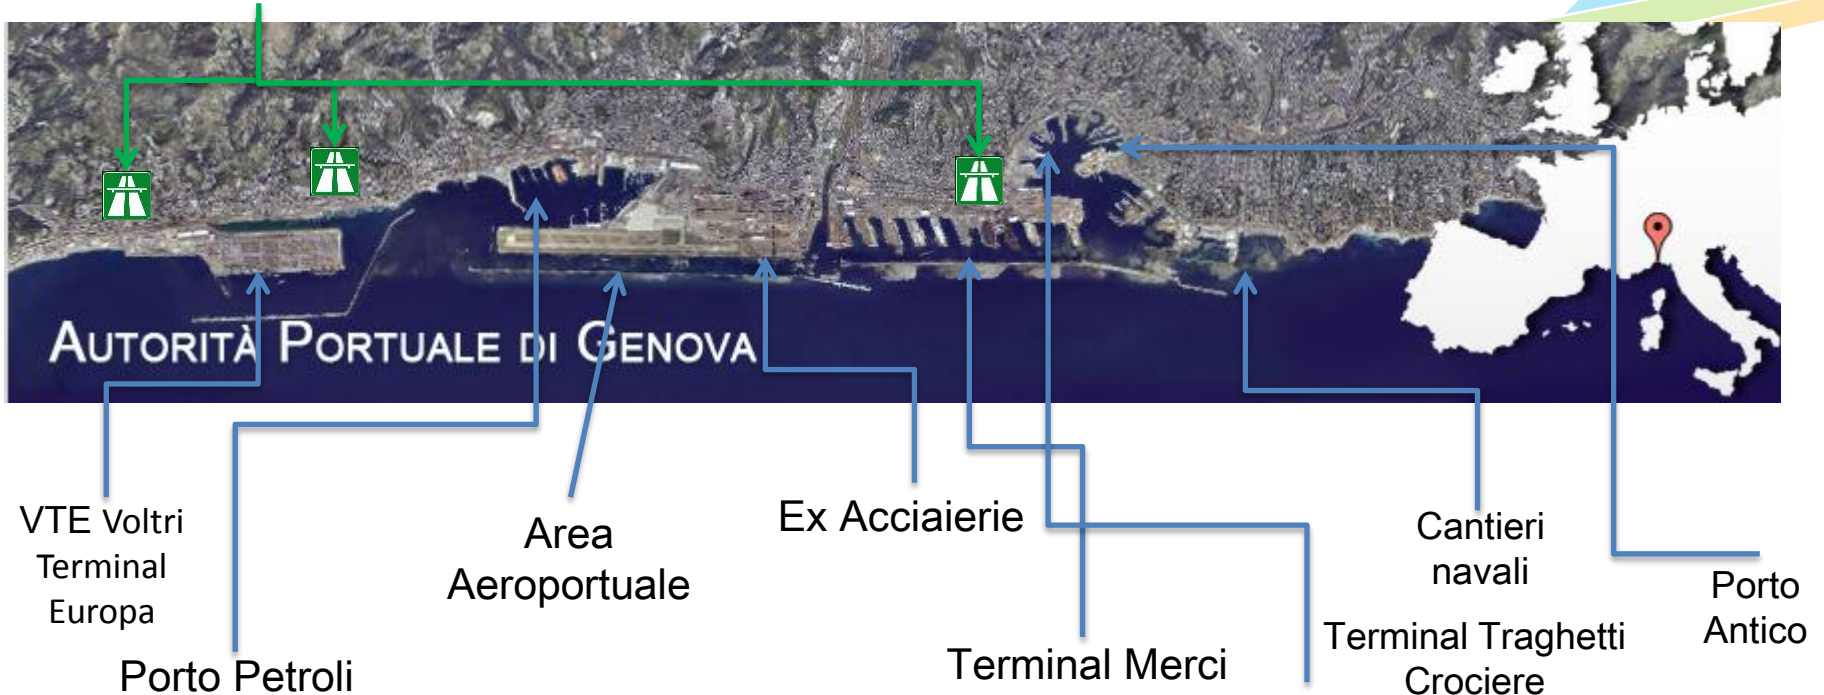 AUTORITÀ PORTUALE DI GENOVA
VTE Voltri
Terminal
Europa
Porto Petroli
Area
Aeroportuale
Ex Acciaierie
Terminal Merci
Cantieri
navali
Terminal Traghetti
Crociere
Porto
Antico